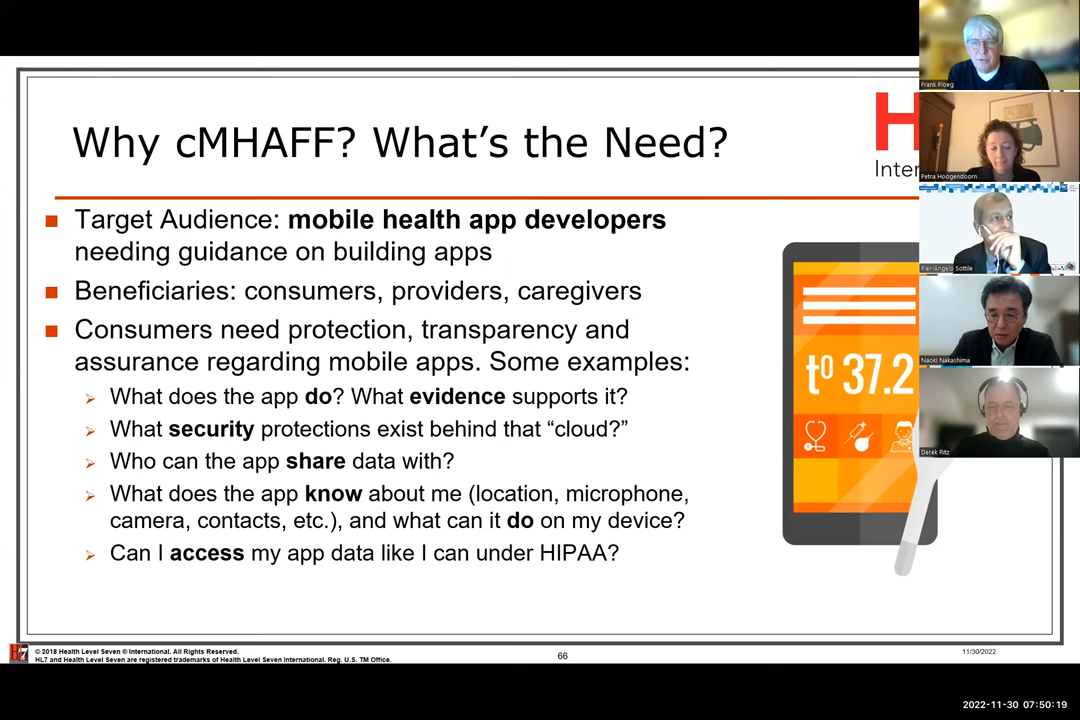 Why cMHAFF? What's the Need?
H
Inter
Target Audience: mobile health app developers
needing guidance on building apps
Beneficiaries: consumers, providers, caregivers
Consumers need protection, transparency and
assurance regarding mobile apps. Some examples:
What does the app do? What evidence supports it?
What security protections exist behind that “cloud?”
Who can the app share data with?
What does the app know about me (location, microphone,
camera, contacts, etc.), and what can it do on my device?
Can I access my app data like I can under HIPAA?
tº 37.2
Frank Ploeg
Petra Hoogendoorn
Pier-Angelo Sottile
Naoki Nakashima
Derek Ritz
HL7
© 2018 Health Level Seven ® International. All Rights Reserved.
HL7 and Health Level Seven are registered trademarks of Health Level Seven International. Reg. U.S. TM Office.
66
11/30/2022
2022-11-30 07:50:19